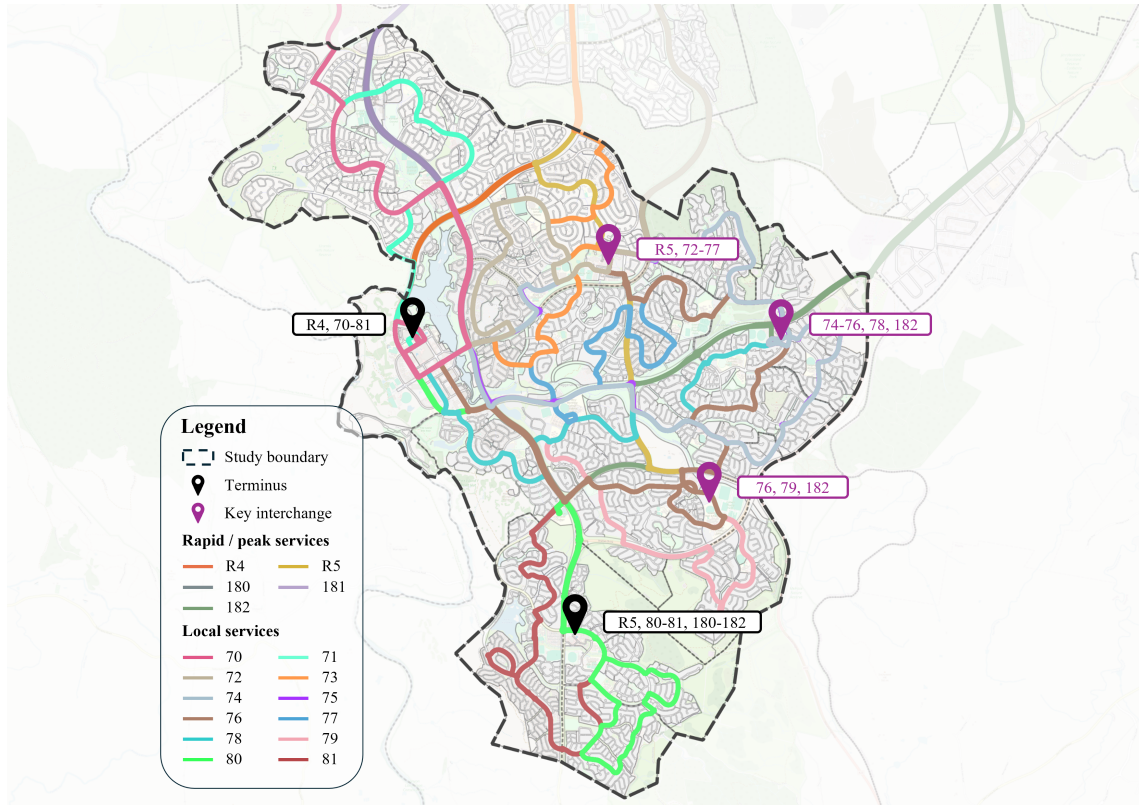 R5, 72-77
R4, 70-81
74-76, 78, 182
76, 79, 182
R5, 80-81, 180-182
Legend
Study boundary
Terminus
Key interchange
Rapid / peak services
R4 R5
180 181
182
Local services
70 71
72 73
74 75
76 77
78 79
80 81